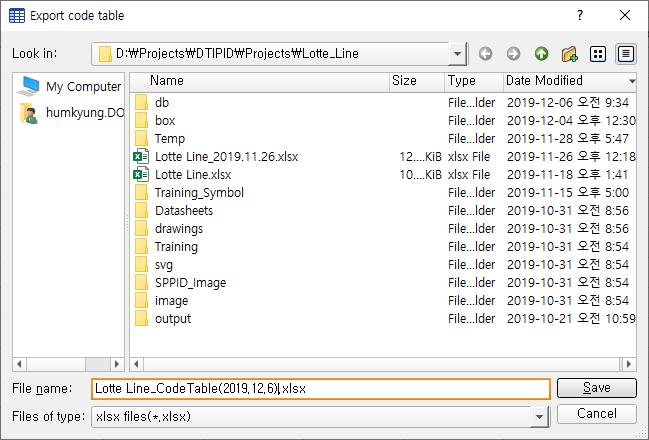 Export code table
Look in: D:₩Projects₩DTIPID₩Projects₩Lotte_Line
My Computer
humkyung.DO
Name Size Type Date Modified
db File...lder 2019-12-06 오전 9:34
box File...lder 2019-12-04 오후 12:30
Temp File...lder 2019-11-28 오후 5:47
Lotte Line_2019.11.26.xlsx 12....KiB xlsx File 2019-11-26 오후 12:18
Lotte Line.xlsx 10....KiB xlsx File 2019-11-18 오후 1:41
Training_Symbol File...lder 2019-11-15 오후 5:00
Datasheets File...lder 2019-10-31 오전 8:56
drawings File...lder 2019-10-31 오전 8:56
Training File...lder 2019-10-31 오전 8:54
svg File...lder 2019-10-31 오전 8:54
SPPID_Image File...lder 2019-10-31 오전 8:54
image File...lder 2019-10-31 오전 8:54
output File...lder 2019-10-21 오전 10:59
File name: Lotte Line_CodeTable(2019.12.6).xlsx Save
Files of type: xlsx files(*.xlsx) Cancel